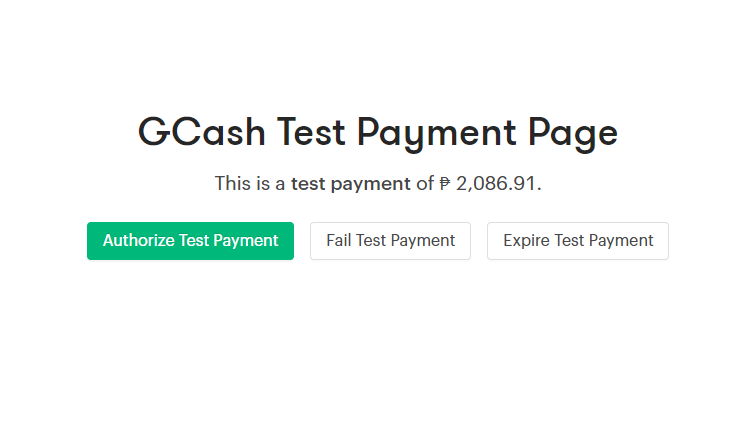 GCash Test Payment Page
This is a test payment of ₱ 2,086.91.
Authorize Test Payment
Fail Test Payment
Expire Test Payment